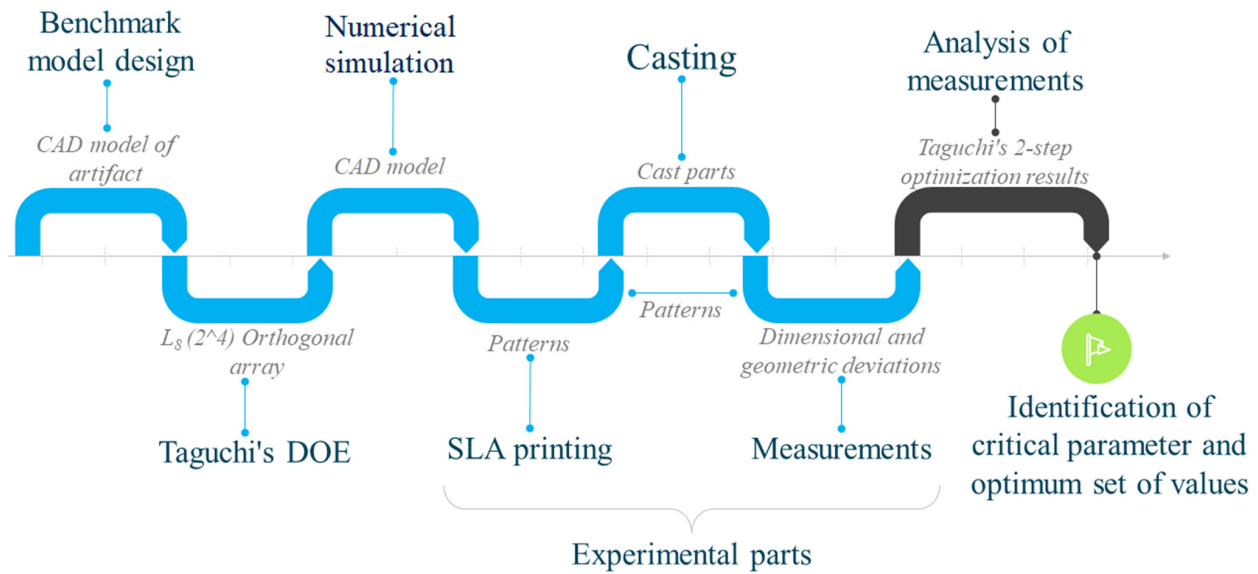 Benchmark
model design
CAD model of
artifact
L8 (2^4) Orthogonal
array
Taguchi's DOE
Numerical
simulation
CAD model
Patterns
SLA printing
Casting
Cast parts
Patterns
Dimensional and
geometric deviations
Measurements
Experimental parts
Analysis of
measurements
Taguchi's 2-step
optimization results
Identification of
critical parameter and
optimum set of values